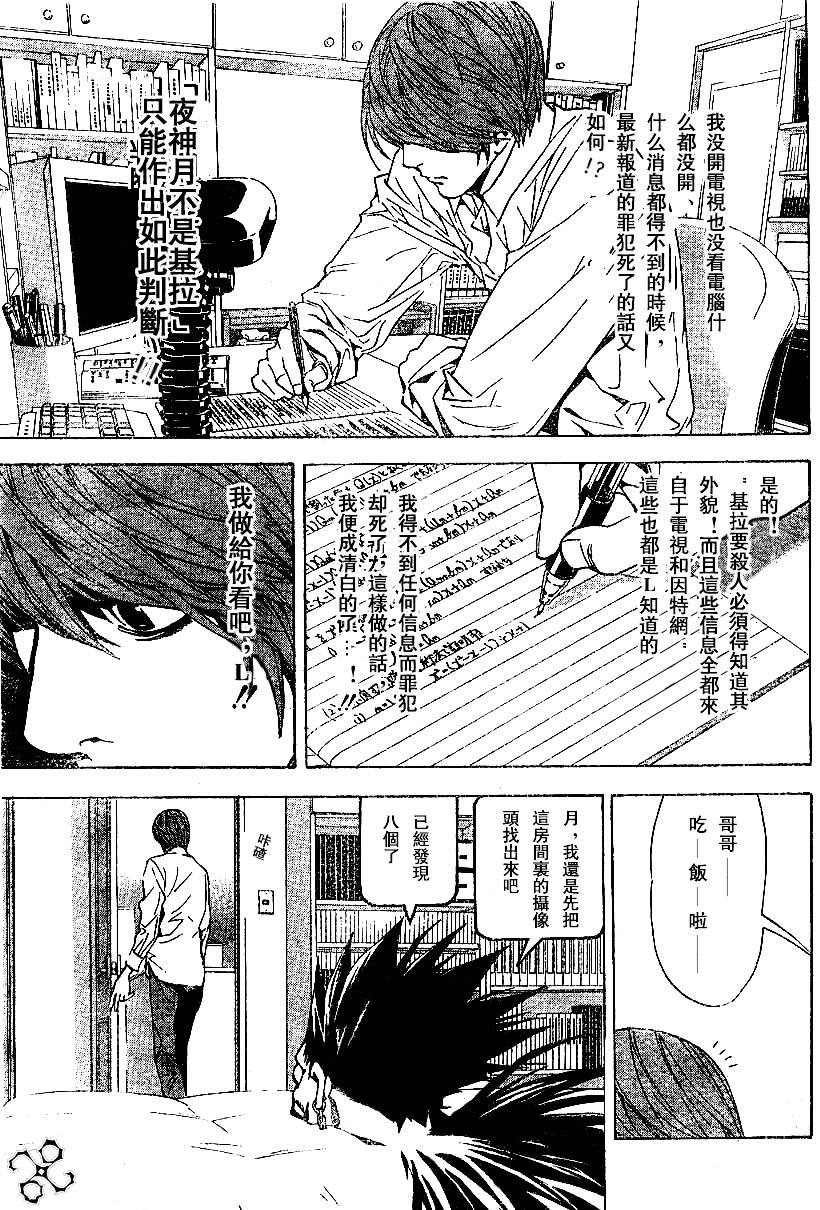 我没開電視也没看電腦什
么都没開、
什么消息都得不到的時候，
最新報道的罪犯死了的話又
如何！？
「夜神月不是基拉」
只能作出如此判斷
!!!
是的！
"基拉要殺人必須得知道其
外貌！而且這些信息全都來
自于電視和因特網"
這些也都是L知道的
我得不到任何信息而罪犯
却死了，這樣做的話，
我便成清白的了…！！
我做給你看吧，L!!
哥哥——
吃—飯—啦—
月，我還是先把
這房間裏的攝像
頭找出來吧
已經發現
八個了
咔
碴